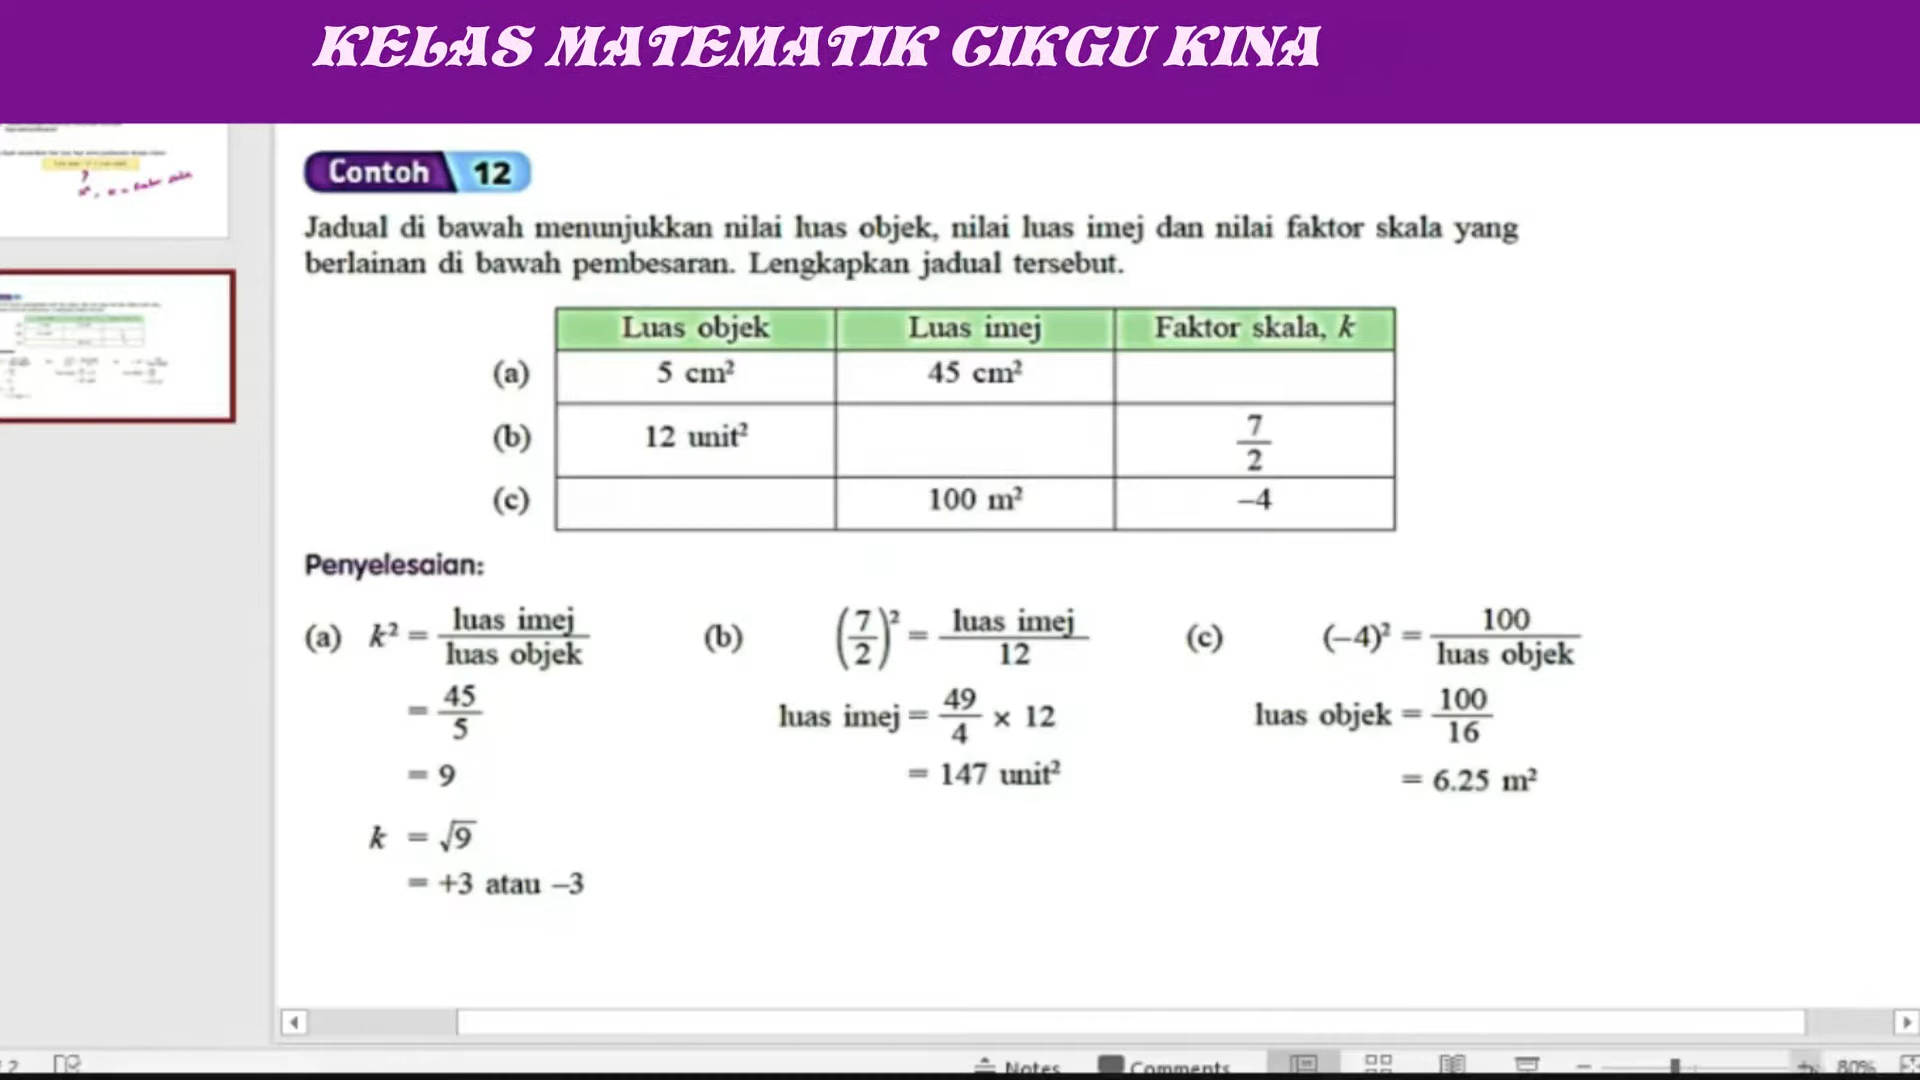 KELAS MATEMATIK CIKGU KINA
Contoh 12
Jadual di bawah menunjukkan nilai luas objek, nilai luas imej dan nilai faktor skala yang
berlainan di bawah pembesaran. Lengkapkan jadual tersebut.
Luas objek Luas imej Faktor skala, k
(a) 5 cm² 45 cm²
(b) 12 unit² 7/2
(c) 100 m² –4
Penyelesaian:
(a) k² = luas imej/luas objek
= 45/5
= 9
k = √9
= +3 atau –3
(b) (7/2)² = luas imej/12
luas imej = 49/4 × 12
= 147 unit²
(c) (–4)² = 100/luas objek
luas objek = 100/16
= 6.25 m²
Notes Comments 80%